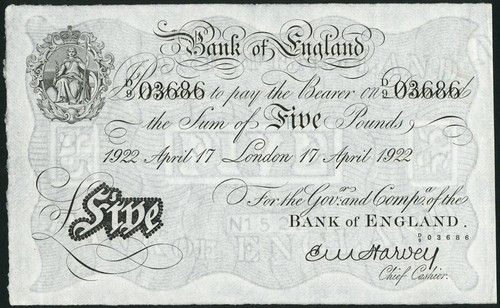 Bank of England
D/9 03686 to pay the Bearer on D/9 03686
the Sum of Five Pounds.
1922 April 17 London 17 April 1922
For the Govr. and Compa. of the
Five
BANK OF ENGLAND.
D/9 03686
E M Harvey
Chief Cashier.